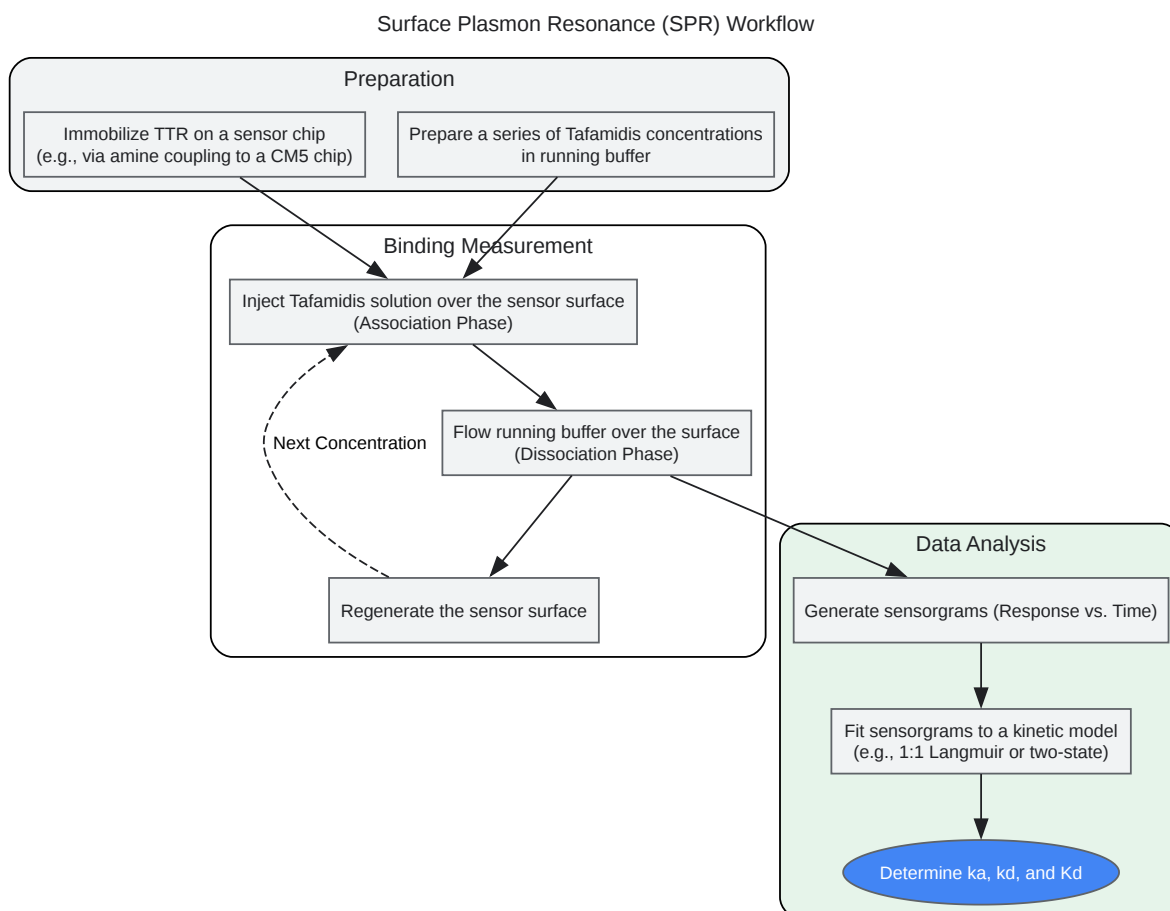 Surface Plasmon Resonance (SPR) Workflow
Preparation
Immobilize TTR on a sensor chip
(e.g., via amine coupling to a CM5 chip)
Prepare a series of Tafamidis concentrations
in running buffer
Binding Measurement
Inject Tafamidis solution over the sensor surface
(Association Phase)
Flow running buffer over the surface
(Dissociation Phase)
Next Concentration
Regenerate the sensor surface
Data Analysis
Generate sensorgrams (Response vs. Time)
Fit sensorgrams to a kinetic model
(e.g., 1:1 Langmuir or two-state)
Determine ka, kd, and Kd